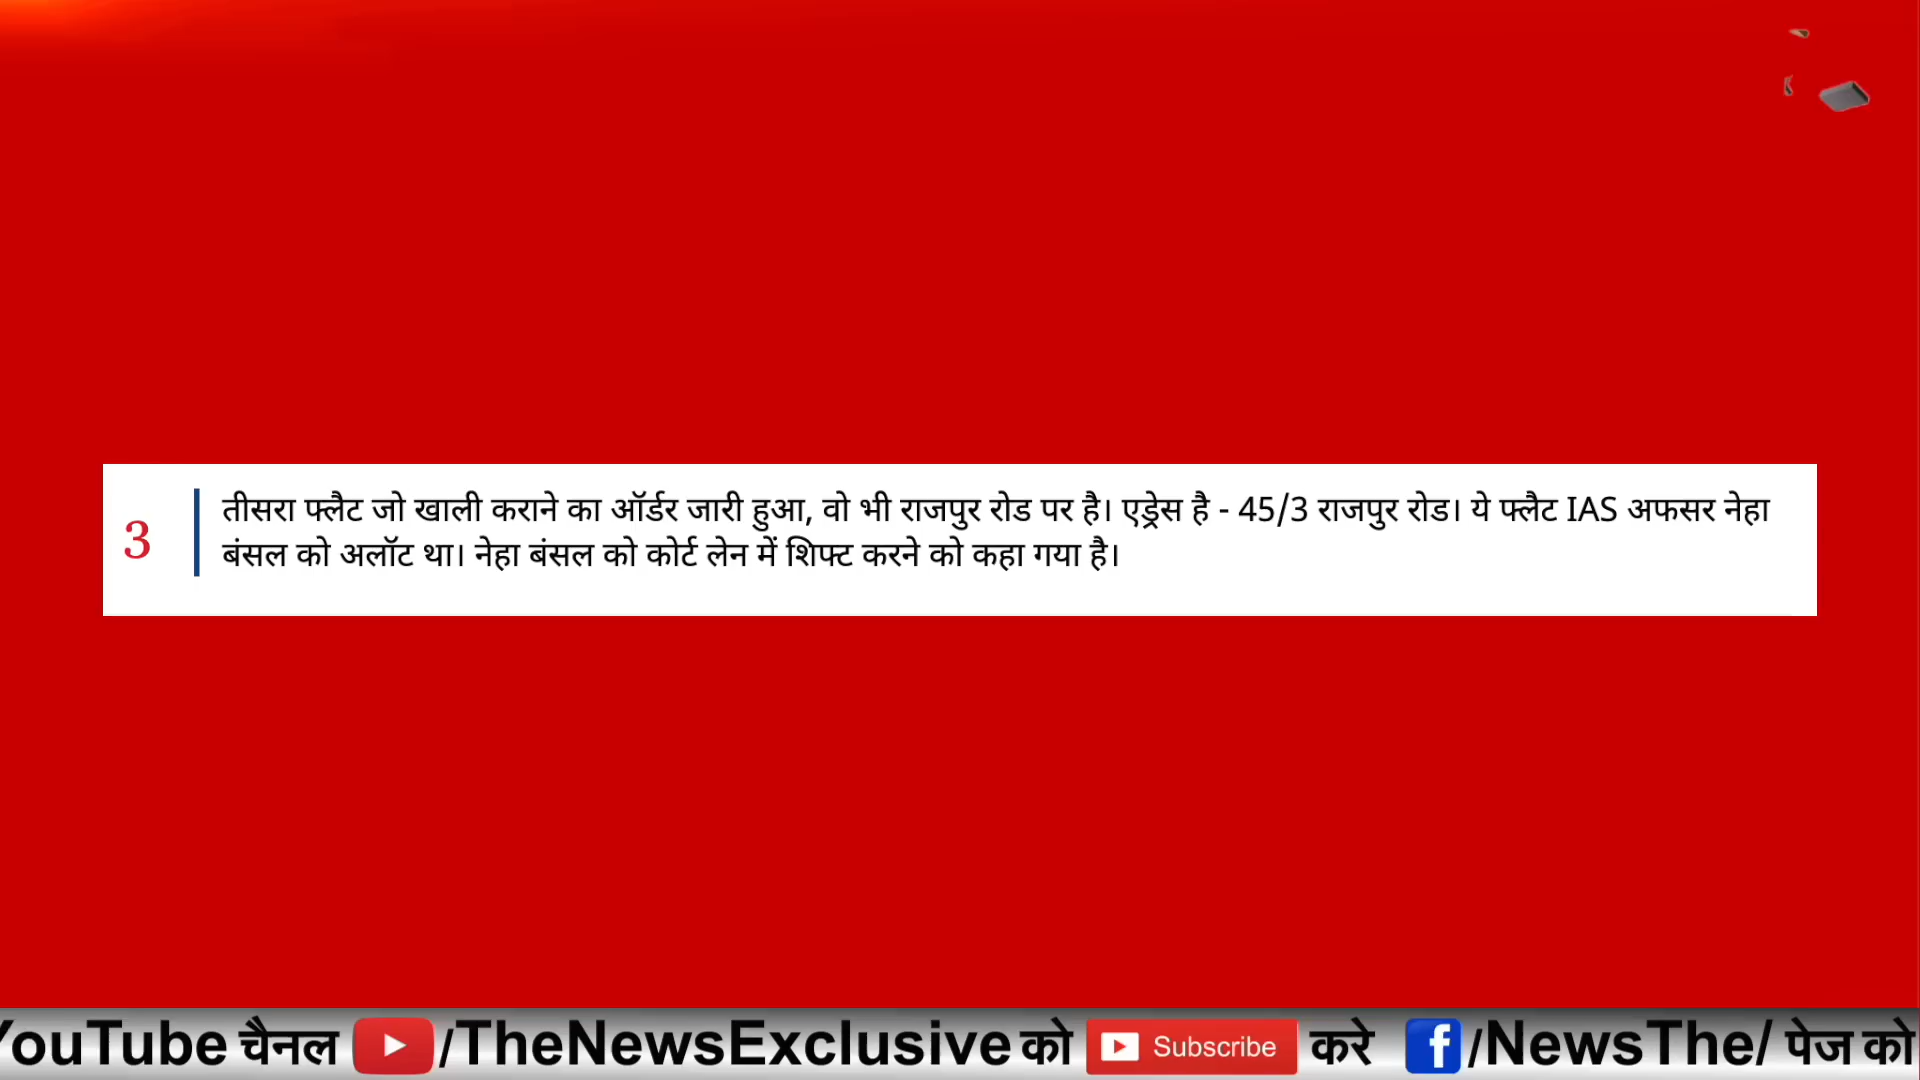 3
तीसरा फ्लैट जो खाली कराने का ऑर्डर जारी हुआ, वो भी राजपुर रोड पर है। एड्रेस है - 45/3 राजपुर रोड। ये फ्लैट IAS अफसर नेहा
बंसल को अलॉट था। नेहा बंसल को कोर्ट लेन में शिफ्ट करने को कहा गया है।
YouTube चैनल /TheNewsExclusive को Subscribe करे f /NewsThe/ पेज को